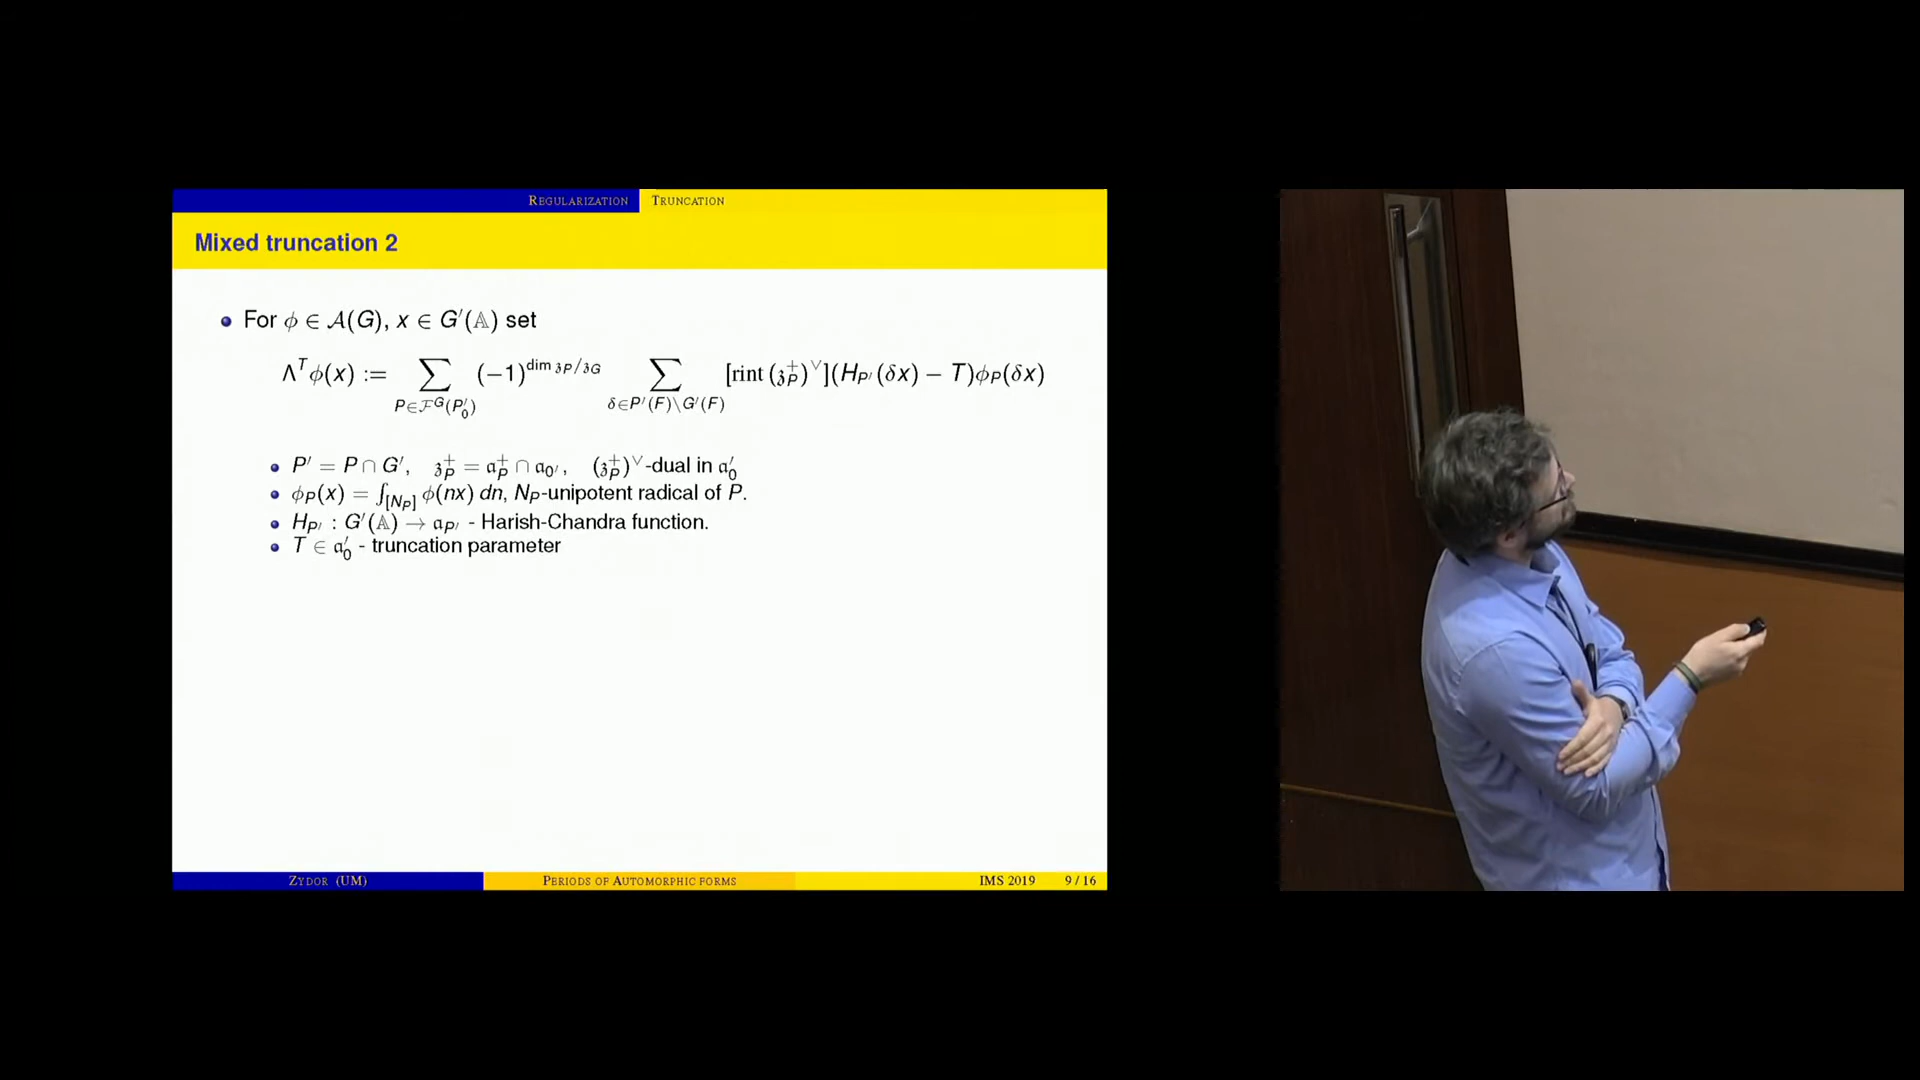 REGULARIZATION TRUNCATION
Mixed truncation 2
For ϕ ∈ 𝒜(G), x ∈ G′(𝔸) set
Λ^T ϕ(x) := ∑_{P∈ℱ^G(P′_0)} (−1)^{dim 𝔷_P/𝔷_G} ∑_{δ∈P′(F)\G′(F)} [rint (𝔷_P^+)^∨](H_{P′}(δx) − T)ϕ_P(δx)
P′ = P ∩ G′, 𝔷_P^+ = 𝔞_P^+ ∩ 𝔞_{0′}, (𝔷_P^+)^∨-dual in 𝔞′_0
ϕ_P(x) = ∫_{[N_P]} ϕ(nx) dn, N_P-unipotent radical of P.
H_{P′} : G′(𝔸) → 𝔞_{P′} - Harish-Chandra function.
T ∈ 𝔞′_0 - truncation parameter
ZYDOR (UM) PERIODS OF AUTOMORPHIC FORMS IMS 2019 9 / 16